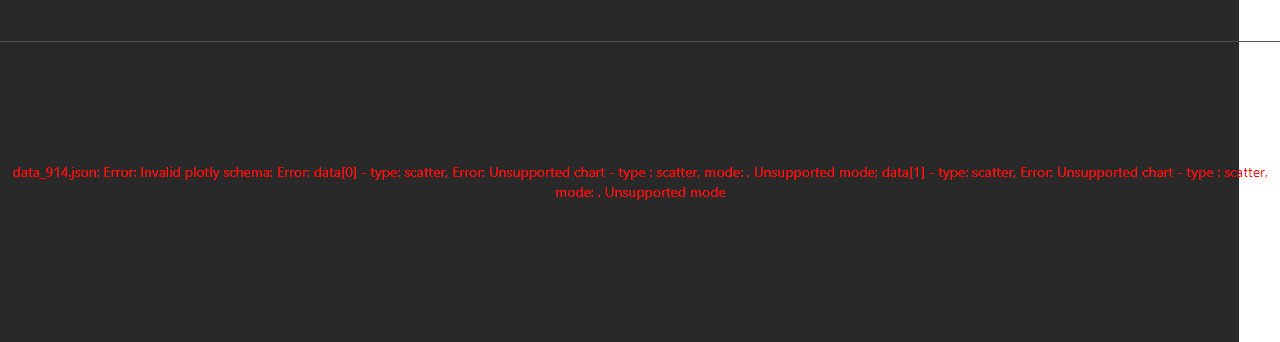 data_914.json: Error: Invalid plotly schema: Error: data[0] - type: scatter, Error: Unsupported chart - type : scatter, mode: , Unsupported mode; data[1] - type: scatter, Error: Unsupported chart - type : scatter,
mode: , Unsupported mode